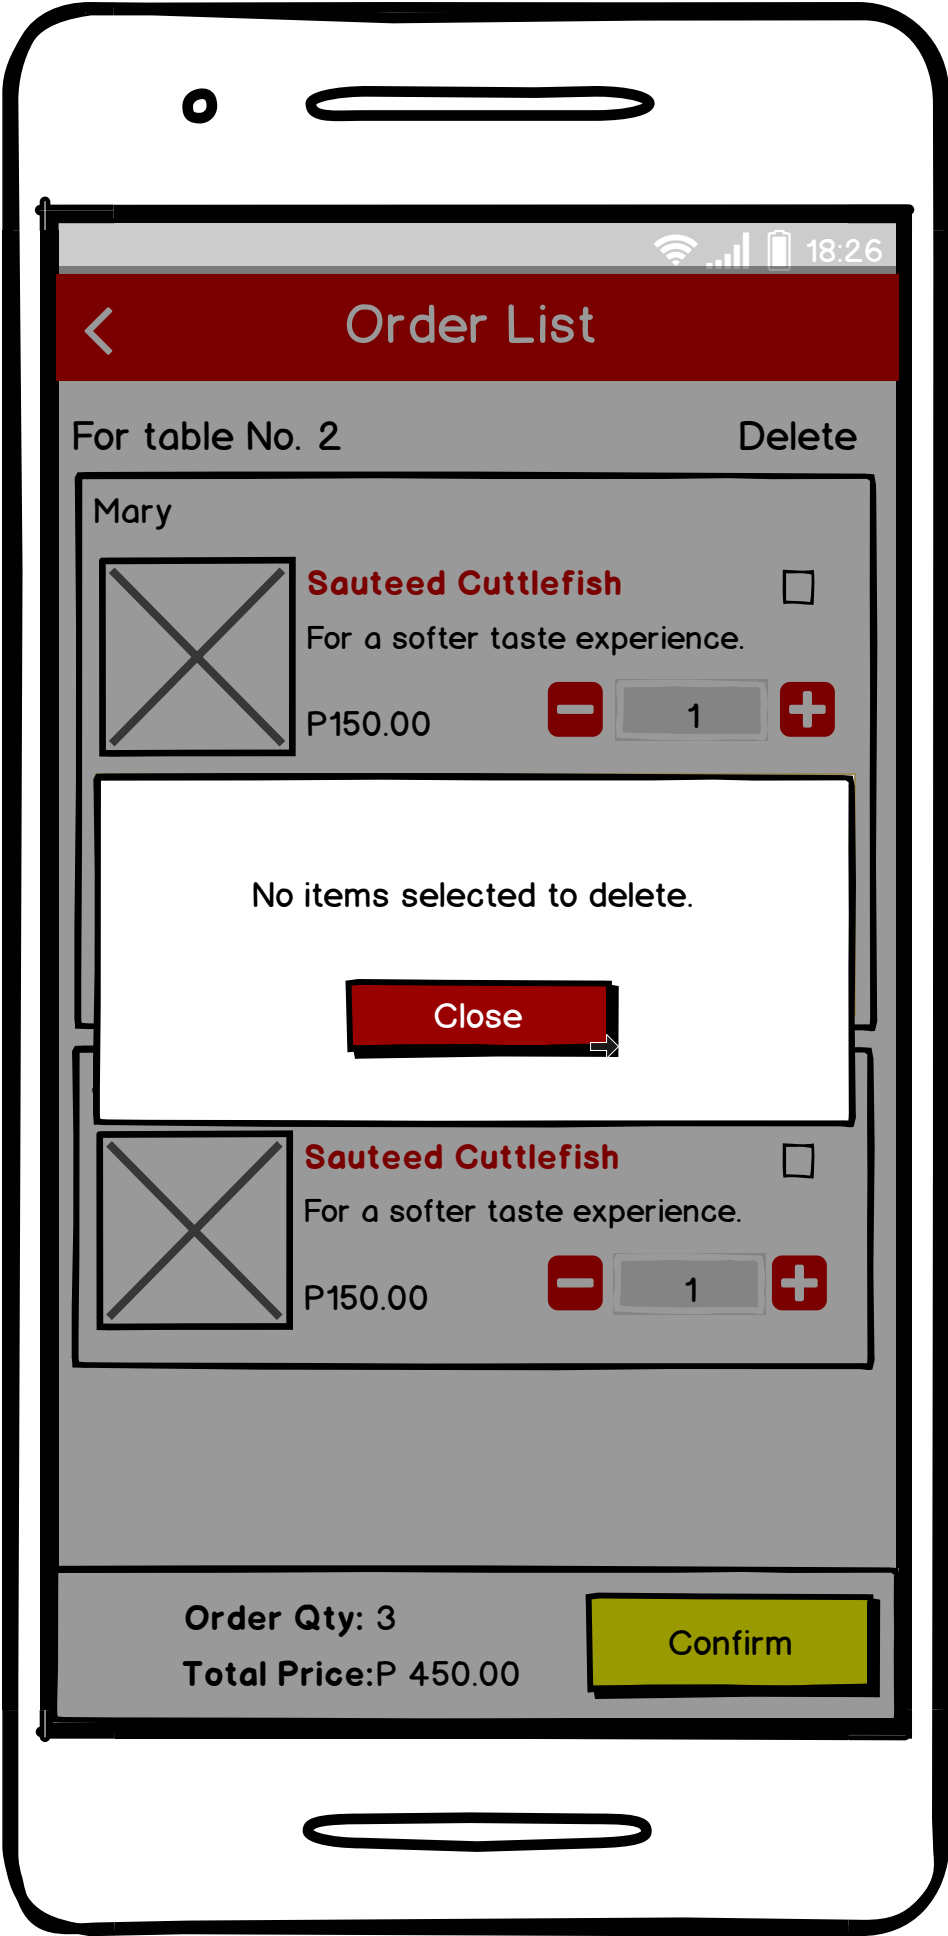 18:26
Order List
For table No. 2 Delete
Mary
Sauteed Cuttlefish
For a softer taste experience.
P150.00 1
No items selected to delete.
Close
Sauteed Cuttlefish
For a softer taste experience.
P150.00 1
Order Qty: 3
Total Price:P 450.00
Confirm